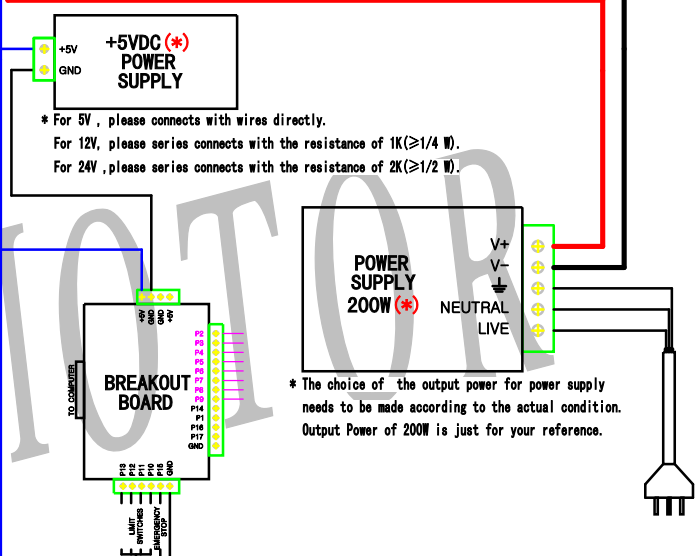 +5V
GND
+5VDC(*)
POWER
SUPPLY
* For 5V , please connects with wires directly.
For 12V, please series connects with the resistance of 1K(≥1/4 W).
For 24V ,please series connects with the resistance of 2K(≥1/2 W).
MOTOR
POWER
SUPPLY
200W(*)
V+
V-
NEUTRAL
LIVE
* The choice of the output power for power supply
needs to be made according to the actual condition.
Output Power of 200W is just for your reference.
+5V
GND
GND
+5V
TO COMPUTER
BREAKOUT
BOARD
P2
P3
P4
P5
P6
P7
P8
P9
P14
P1
P16
P17
GND
P13
P12
P11
P10
P15
GND
LIMIT
SWITCHES
EMERGENCY
STOP